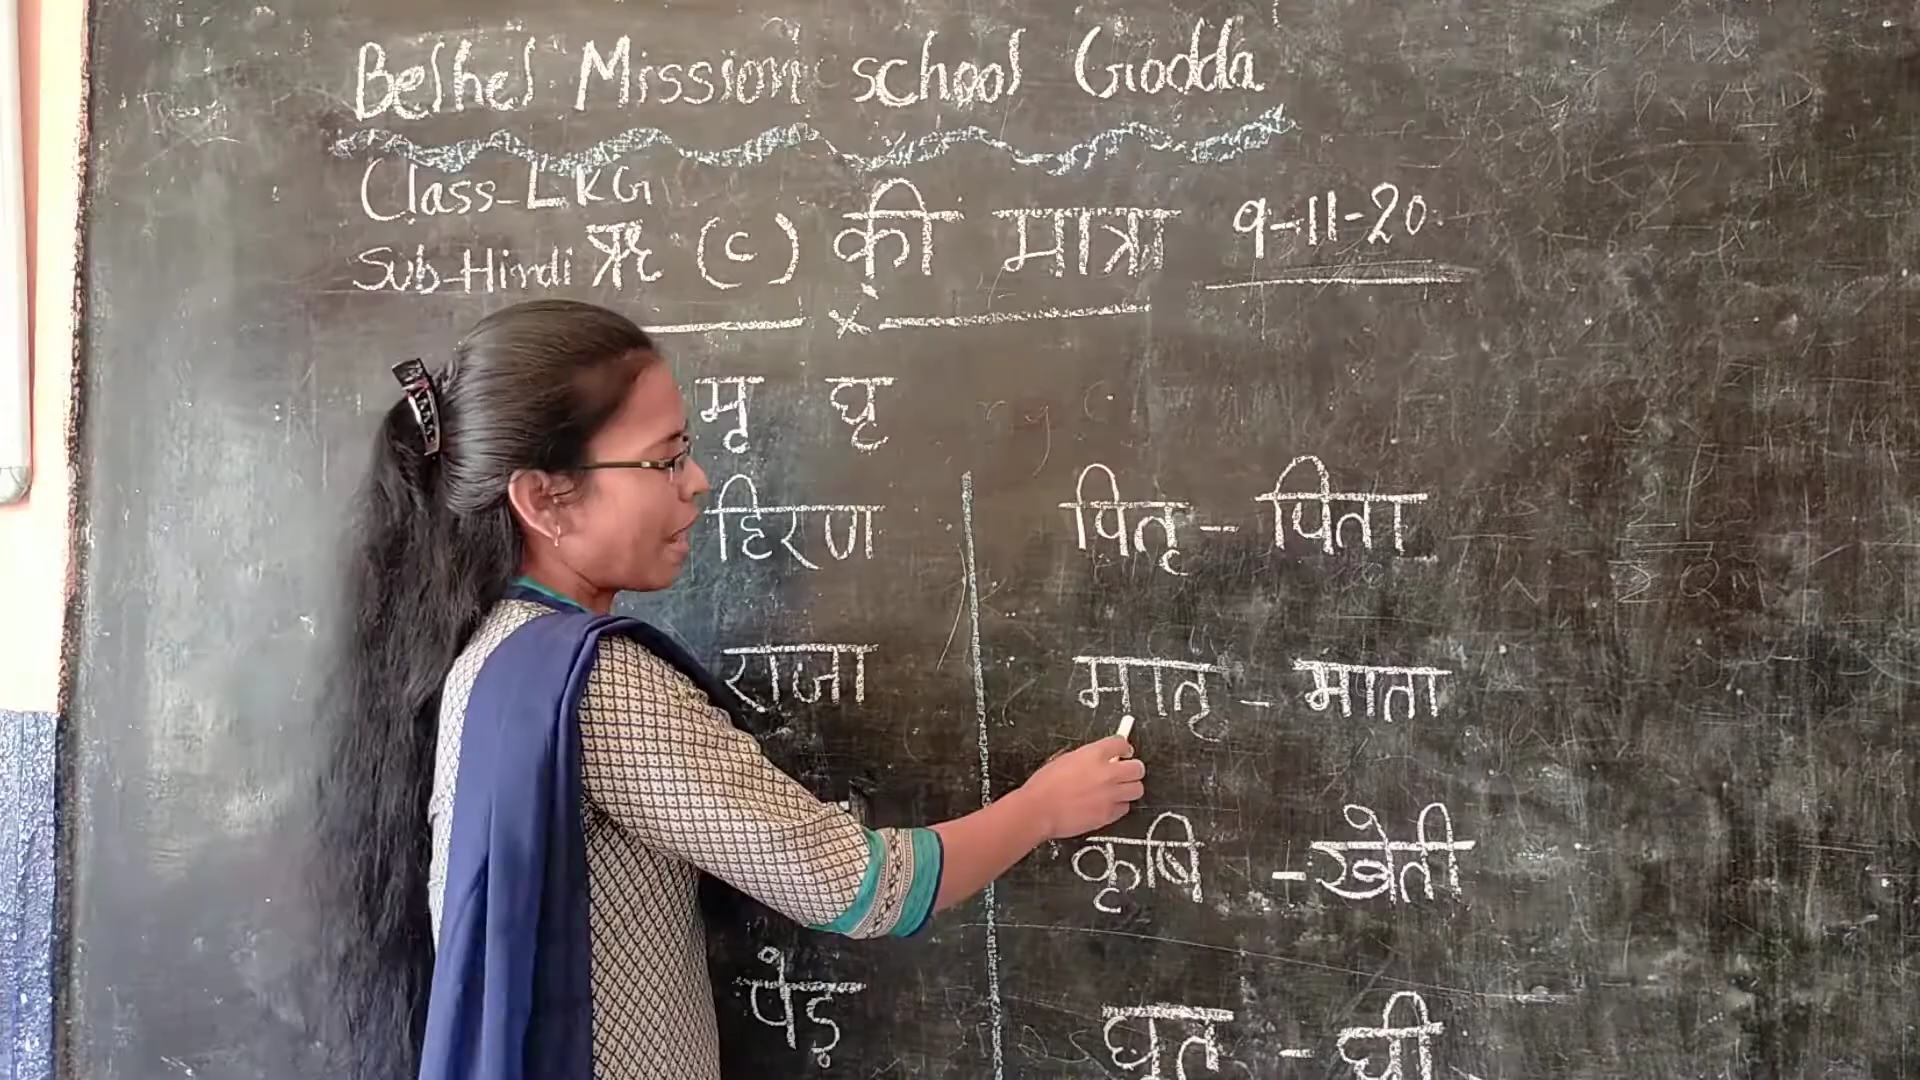 Bethel Mission school Godda
Class-LKG
Sub-Hindi ऋ (ृ) की मात्रा 9-11-20.
मृ घृ
हिरण पितृ - पिता
राजा मातृ - माता
कृषि - खेती
पेड़ घृत - घी